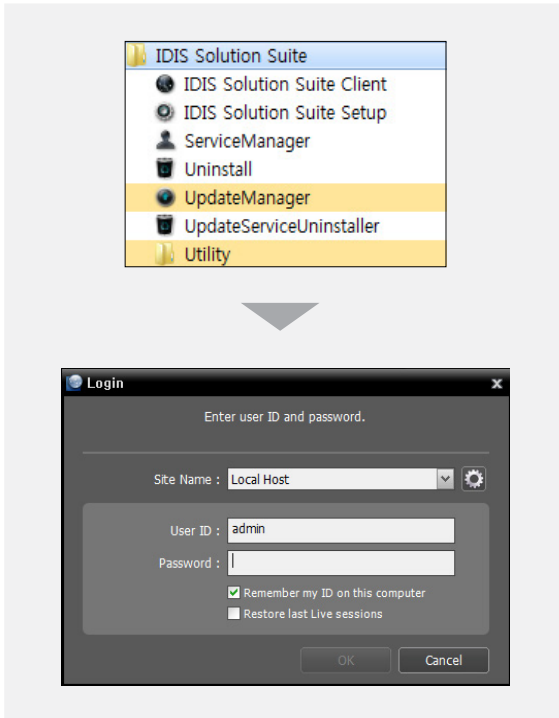 IDIS Solution Suite
IDIS Solution Suite Client
IDIS Solution Suite Setup
ServiceManager
Uninstall
UpdateManager
UpdateServiceUninstaller
Utility
Login
x
Enter user ID and password.
Site Name : Local Host
User ID : admin
Password :
Remember my ID on this computer
Restore last Live sessions
OK Cancel